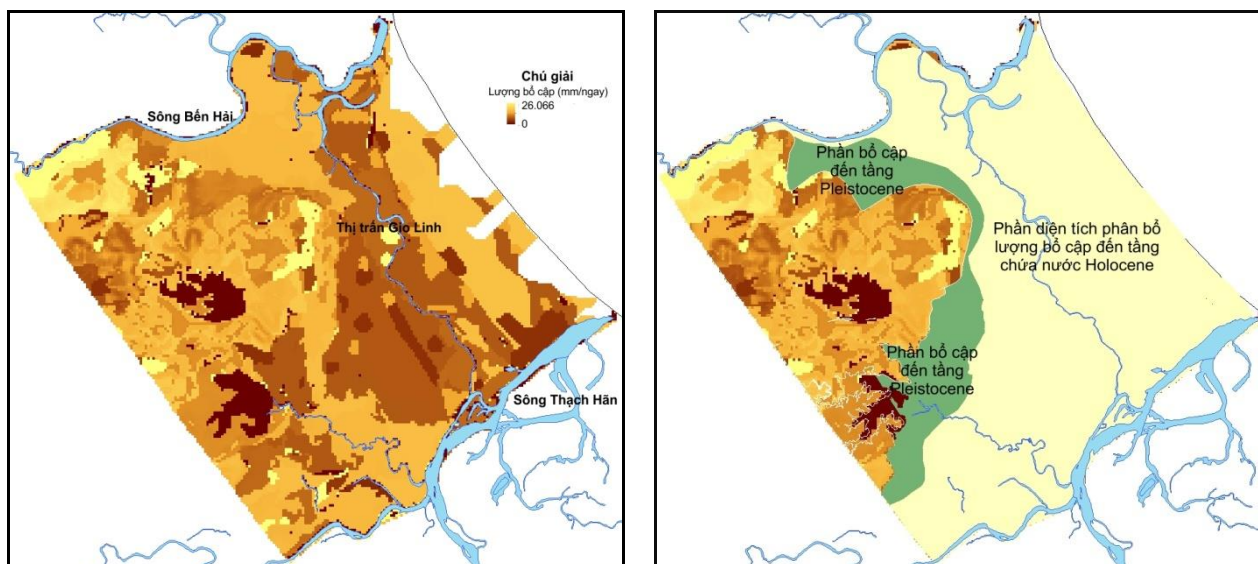 Chú giải
Lượng bổ cập (mm/ngay)
26.066
0
Sông Bến Hải
Thị trấn Gio Linh
Sông Thạch Hãn
Phần bổ cập
đến tầng
Pleistocene
Phần diện tích phân bổ
lượng bổ cập đến tầng
chứa nước Holocene
Phần bổ cập
đến tầng
Pleistocene